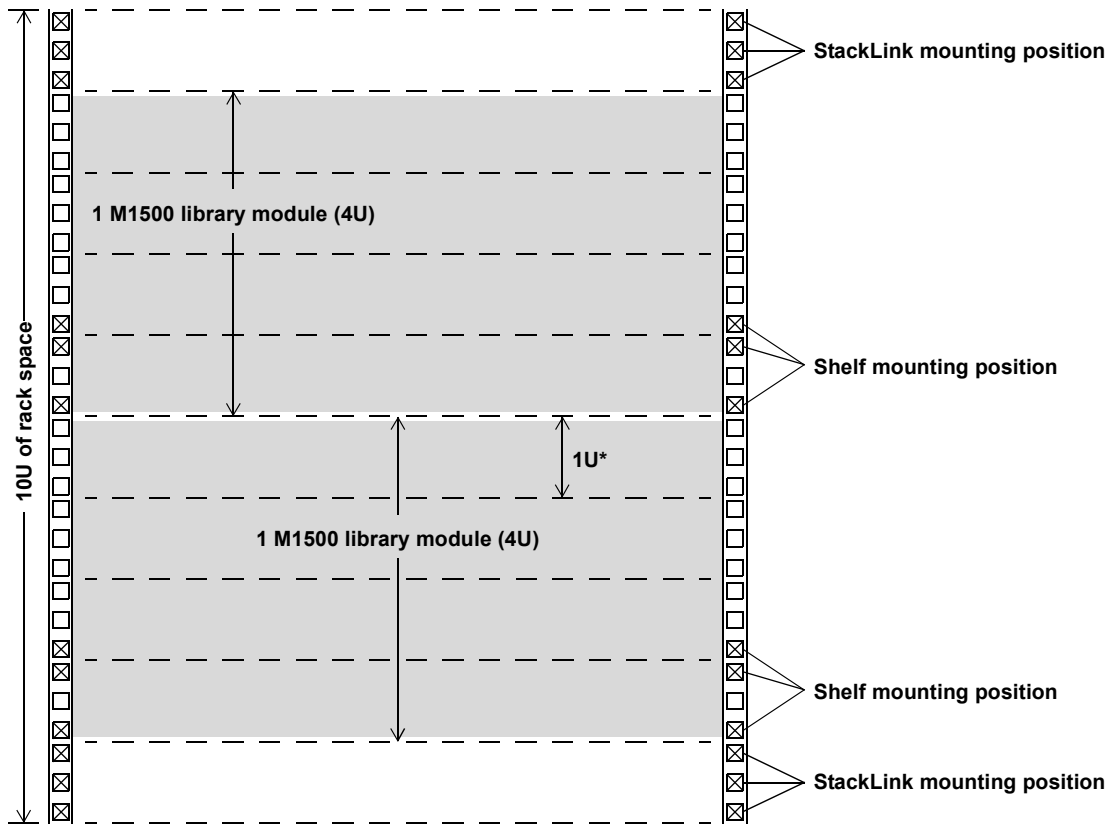 StackLink mounting position
1 M1500 library module (4U)
10U of rack space
Shelf mounting position
1U*
1 M1500 library module (4U)
Shelf mounting position
StackLink mounting position